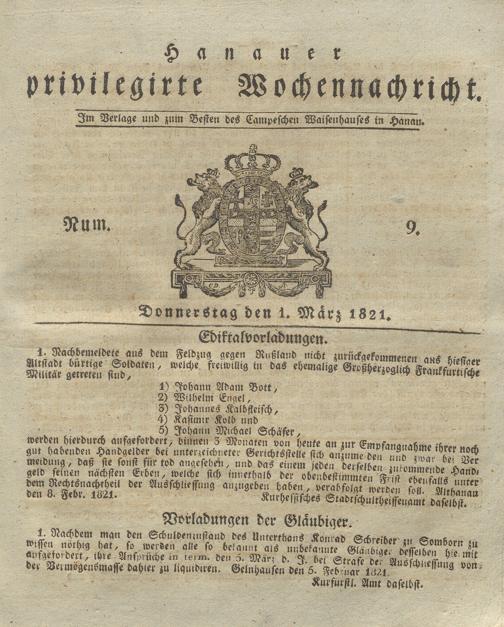 Hanauer
privilegirte Wochennachricht.
Im Verlage und zum Besten des Campeschen Waisenhauses in Hanau.
Num. 9.
Donnerstag den 1. März 1821.
Ediktalvorladungen.
1. Nachbemeldete aus dem Feldzug gegen Rußland nicht zurückgekommenen aus hiesiger
Altstadt bürtige Soldaten, welche freiwillig in das ehemalige Großherzoglich Frankfurtische
Militär getreten sind,
1) Johann Adam Bott,
2) Wilhelm Engel,
3) Johannes Kalbfleisch,
4) Kasimir Kolb und
5) Johann Michael Schäfer,
werden hierdurch aufgefordert, binnen 3 Monaten von heute an zur Empfangnahme ihrer noch
gut habenden Handgelder bei unterzeichneter Gerichtsstelle sich anzumelden und zwar bei Ver
meidung, daß sie sonst für tod angesehen, und das einem jeden derselben zukommende Hand
geld seinen nächsten Erben, welche sich innerhalb der obenbestimmten Frist ebenfalls unter
dem Rechtsnachtheil der Ausschliessung anzugeben haben, verabfolgt werden soll. Althanau
den 8. Febr. 1821. Kurhessisches Stadtschultheissenamt daselbst.
Vorladungen der Gläubiger.
1. Nachdem man den Schuldenzustand des Unterthans Konrad Schreiber zu Somborn zu
wissen nöthig hat, so werden alle so bekannt als unbekannte Gläubige. desselben hie mit
aufgefordert, ihre Ansprüche in term. den 5. März d. J. bei Strafe der Ausschliessung von
der Vermögensmasse dahier zu liquidiren. Gelnhausen den 5. Februar 1821.
Kurfürstl. Amt daselbst.